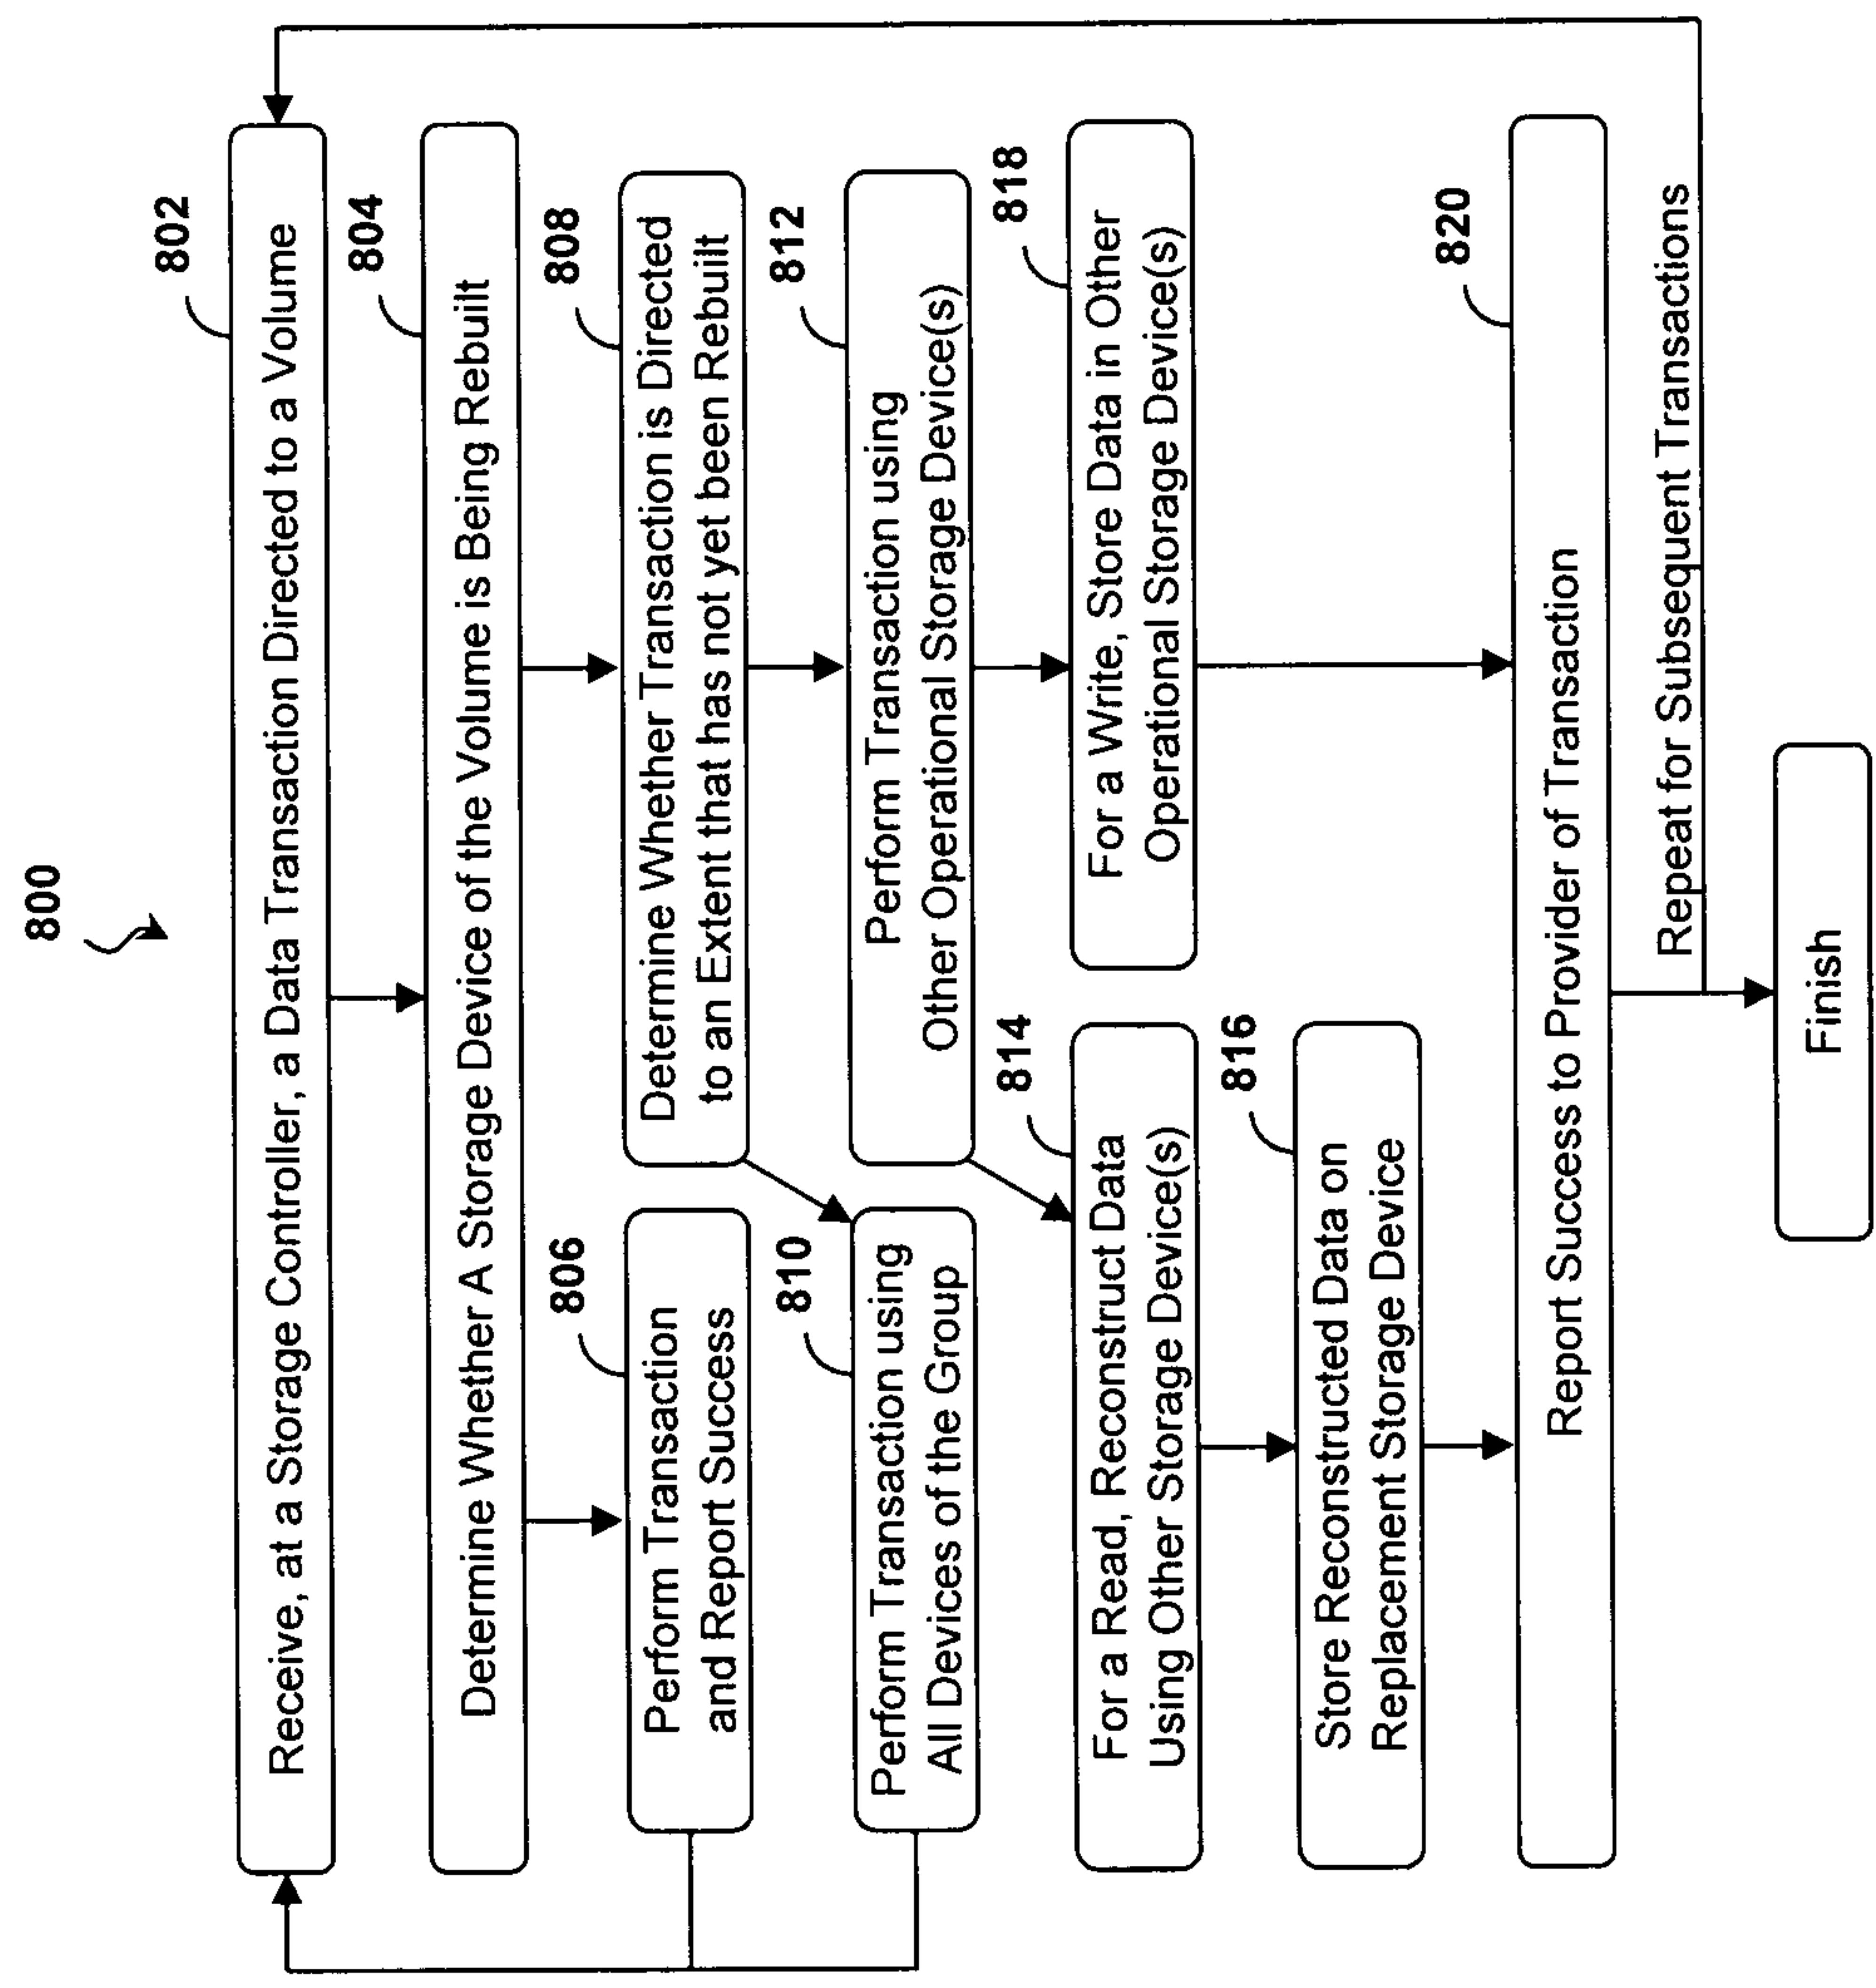 800
802
Receive, at a Storage Controller, a Data Transaction Directed to a Volume
804
Determine Whether A Storage Device of the Volume is Being Rebuilt
806
Perform Transaction
and Report Success
808
Determine Whether Transaction is Directed
to an Extent that has not yet been Rebuilt
810
Perform Transaction using
All Devices of the Group
812
Perform Transaction using
Other Operational Storage Device(s)
814
For a Read, Reconstruct Data
Using Other Storage Device(s)
818
For a Write, Store Data in Other
Operational Storage Device(s)
816
Store Reconstructed Data on
Replacement Storage Device
820
Report Success to Provider of Transaction
Repeat for Subsequent Transactions
Finish